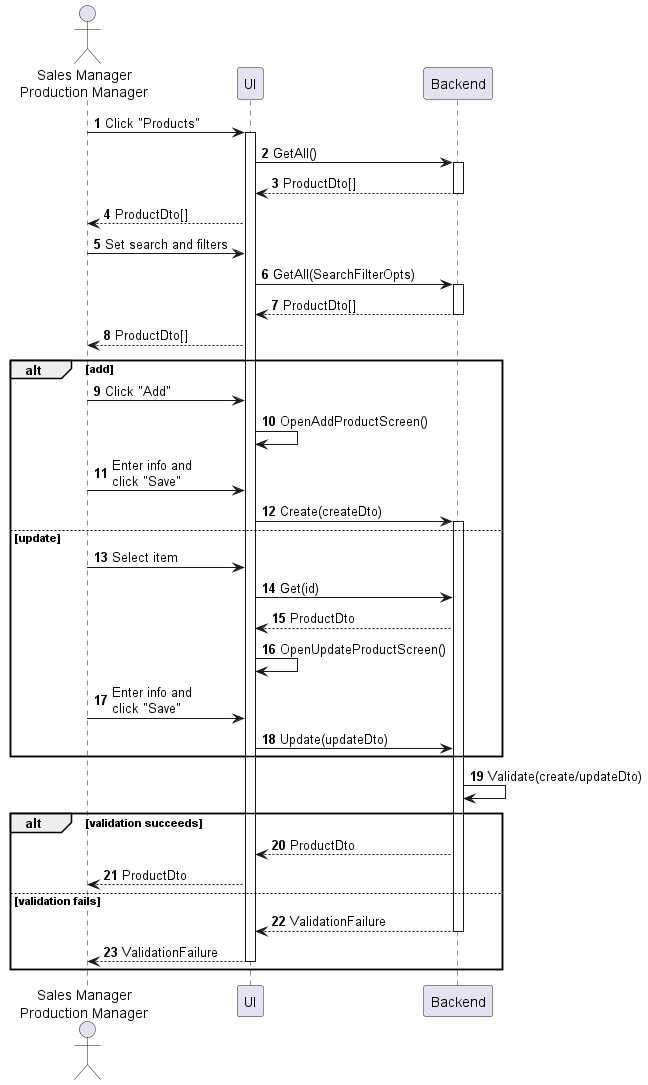 Sales Manager
Production Manager
UI
Backend
1 Click "Products"
2 GetAll()
3 ProductDto[]
4 ProductDto[]
5 Set search and filters
6 GetAll(SearchFilterOpts)
7 ProductDto[]
8 ProductDto[]
alt [add]
9 Click "Add"
10 OpenAddProductScreen()
11 Enter info and
click "Save"
12 Create(createDto)
[update]
13 Select item
14 Get(id)
15 ProductDto
16 OpenUpdateProductScreen()
17 Enter info and
click "Save"
18 Update(updateDto)
19 Validate(create/updateDto)
alt [validation succeeds]
20 ProductDto
21 ProductDto
[validation fails]
22 ValidationFailure
23 ValidationFailure
Sales Manager
Production Manager
UI
Backend